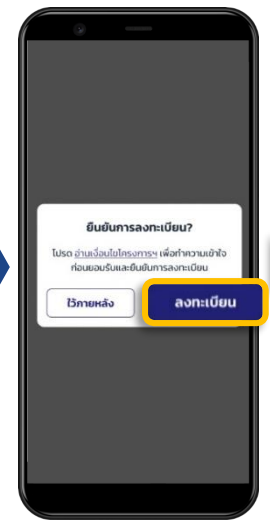 ยืนยันการลงทะเบียน?
โปรด อ่านเงื่อนไขโครงการฯ เพื่อทำความเข้าใจ
ก่อนยอมรับและยืนยันการลงทะเบียน
ไว้ภายหลัง
ลงทะเบียน